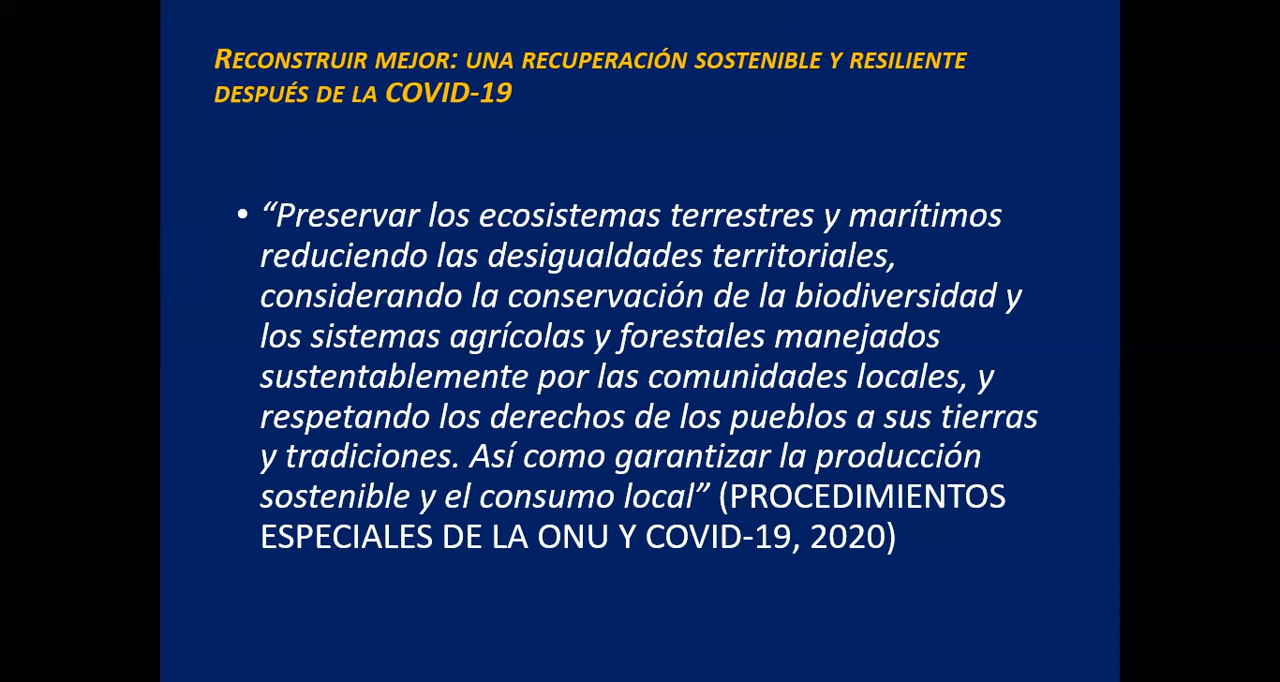 RECONSTRUIR MEJOR: UNA RECUPERACIÓN SOSTENIBLE Y RESILIENTE
DESPUÉS DE LA COVID-19
• “Preservar los ecosistemas terrestres y marítimos
reduciendo las desigualdades territoriales,
considerando la conservación de la biodiversidad y
los sistemas agrícolas y forestales manejados
sustentablemente por las comunidades locales, y
respetando los derechos de los pueblos a sus tierras
y tradiciones. Así como garantizar la producción
sostenible y el consumo local” (PROCEDIMIENTOS
ESPECIALES DE LA ONU Y COVID-19, 2020)